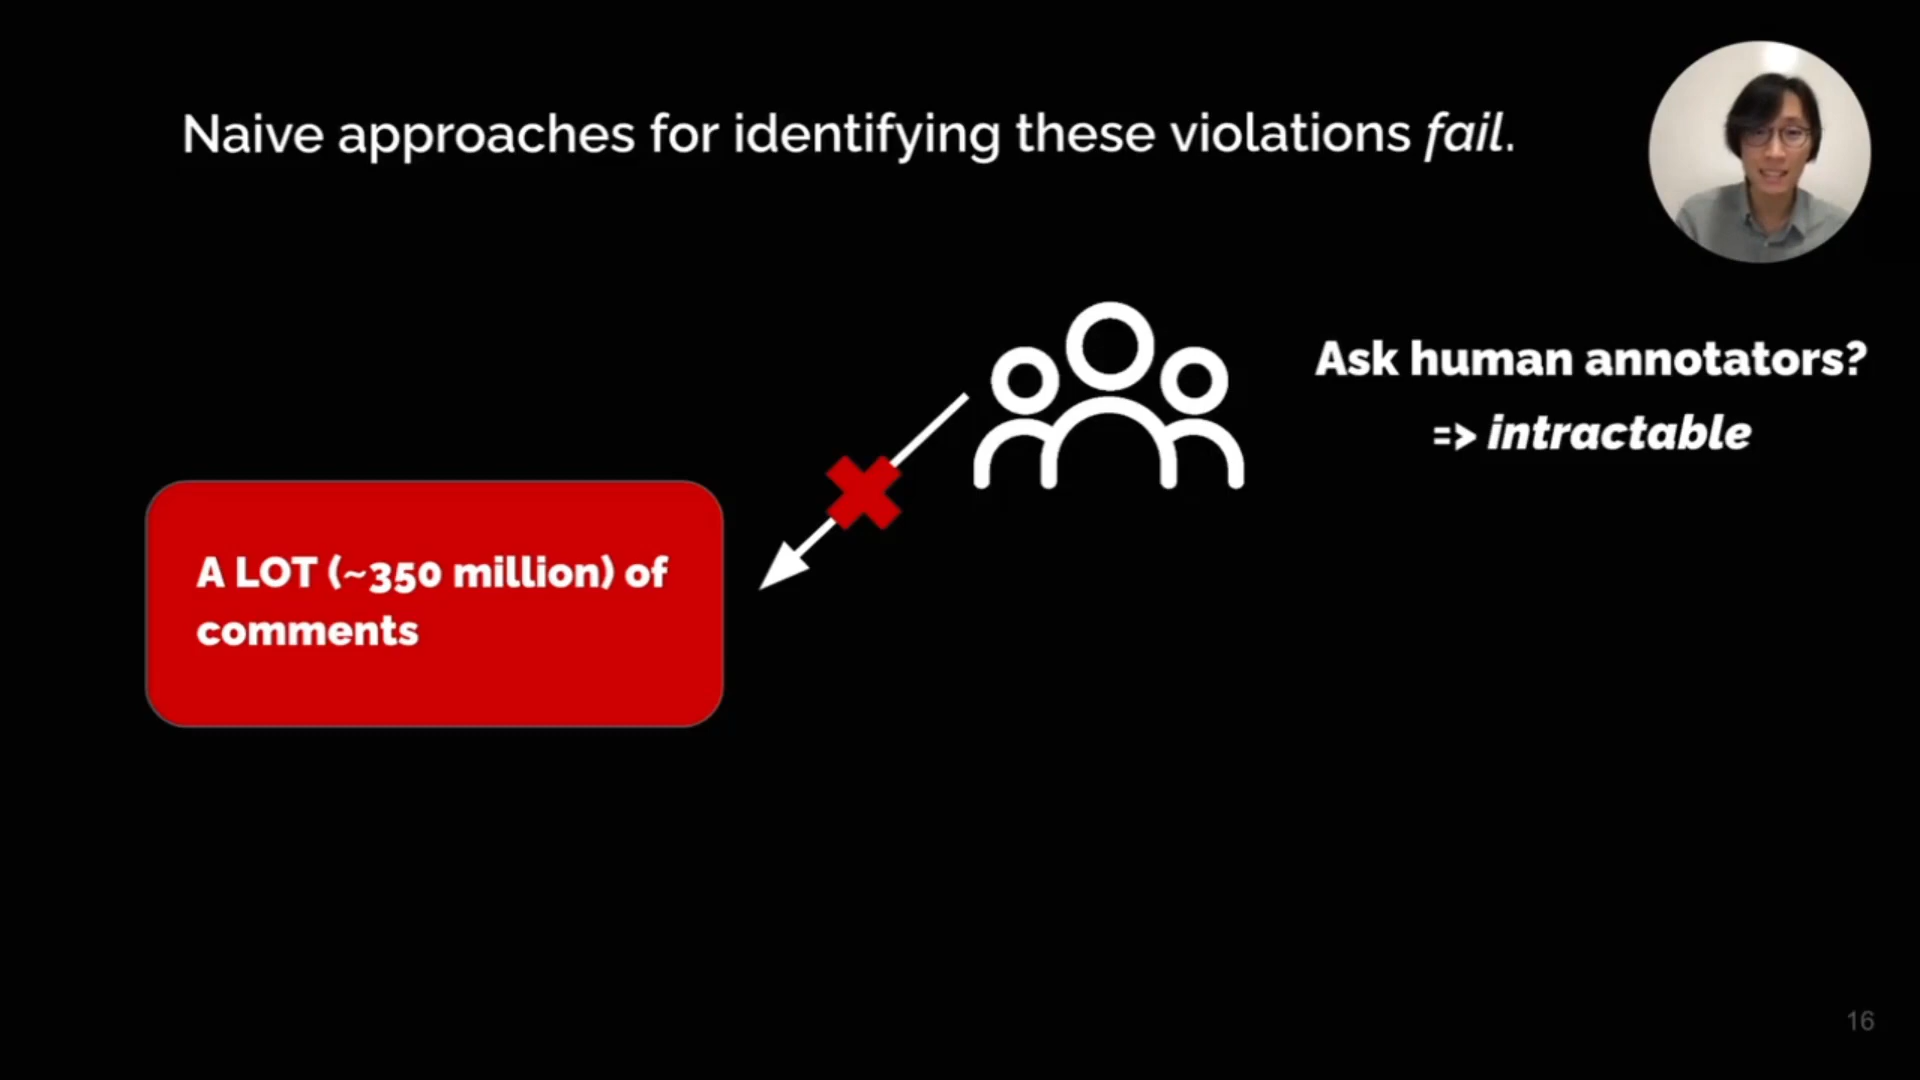 Naive approaches for identifying these violations fail.
Ask human annotators?
=> intractable
A LOT (~350 million) of
comments
16